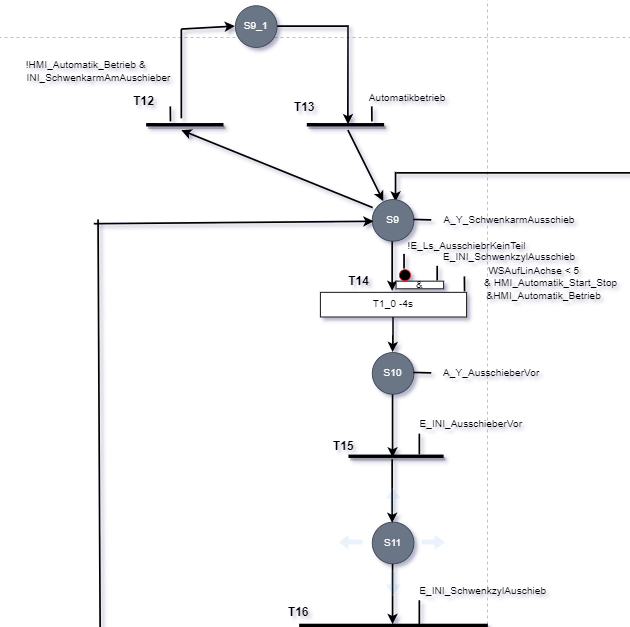 S9_1
!HMI_Automatik_Betrieb &
INI_SchwenkarmAmAuschieber
T12
T13
Automatikbetrieb
S9
A_Y_SchwenkarmAusschieb
!E_Ls_AusschiebrKeinTeil
E_INI_SchwenkzylAusschieb
WSAufLinAchse < 5
& HMI_Automatik_Start_Stop
&HMI_Automatik_Betrieb
T14
&
T1_0 -4s
S10
A_Y_AusschieberVor
E_INI_AusschieberVor
T15
S11
E_INI_SchwenkzylAuschieb
T16